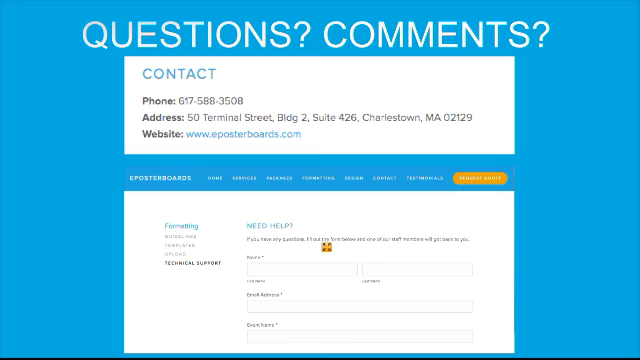 QUESTIONS? COMMENTS?
CONTACT
Phone: 617-588-3508
Address: 50 Terminal Street, Bldg 2, Suite 426, Charlestown, MA 02129
Website: www.eposterboards.com
EPOSTERBOARDS HOME SERVICES PACKAGES FORMATTING DESIGN CONTACT TESTIMONIALS REQUEST QUOTE
Formatting
GUIDELINES
TEMPLATES
UPLOAD
TECHNICAL SUPPORT
NEED HELP?
If you have any questions, fill out the form below and one of our staff members will get back to you.
Name *
First Name Last Name
Email Address *
Event Name *